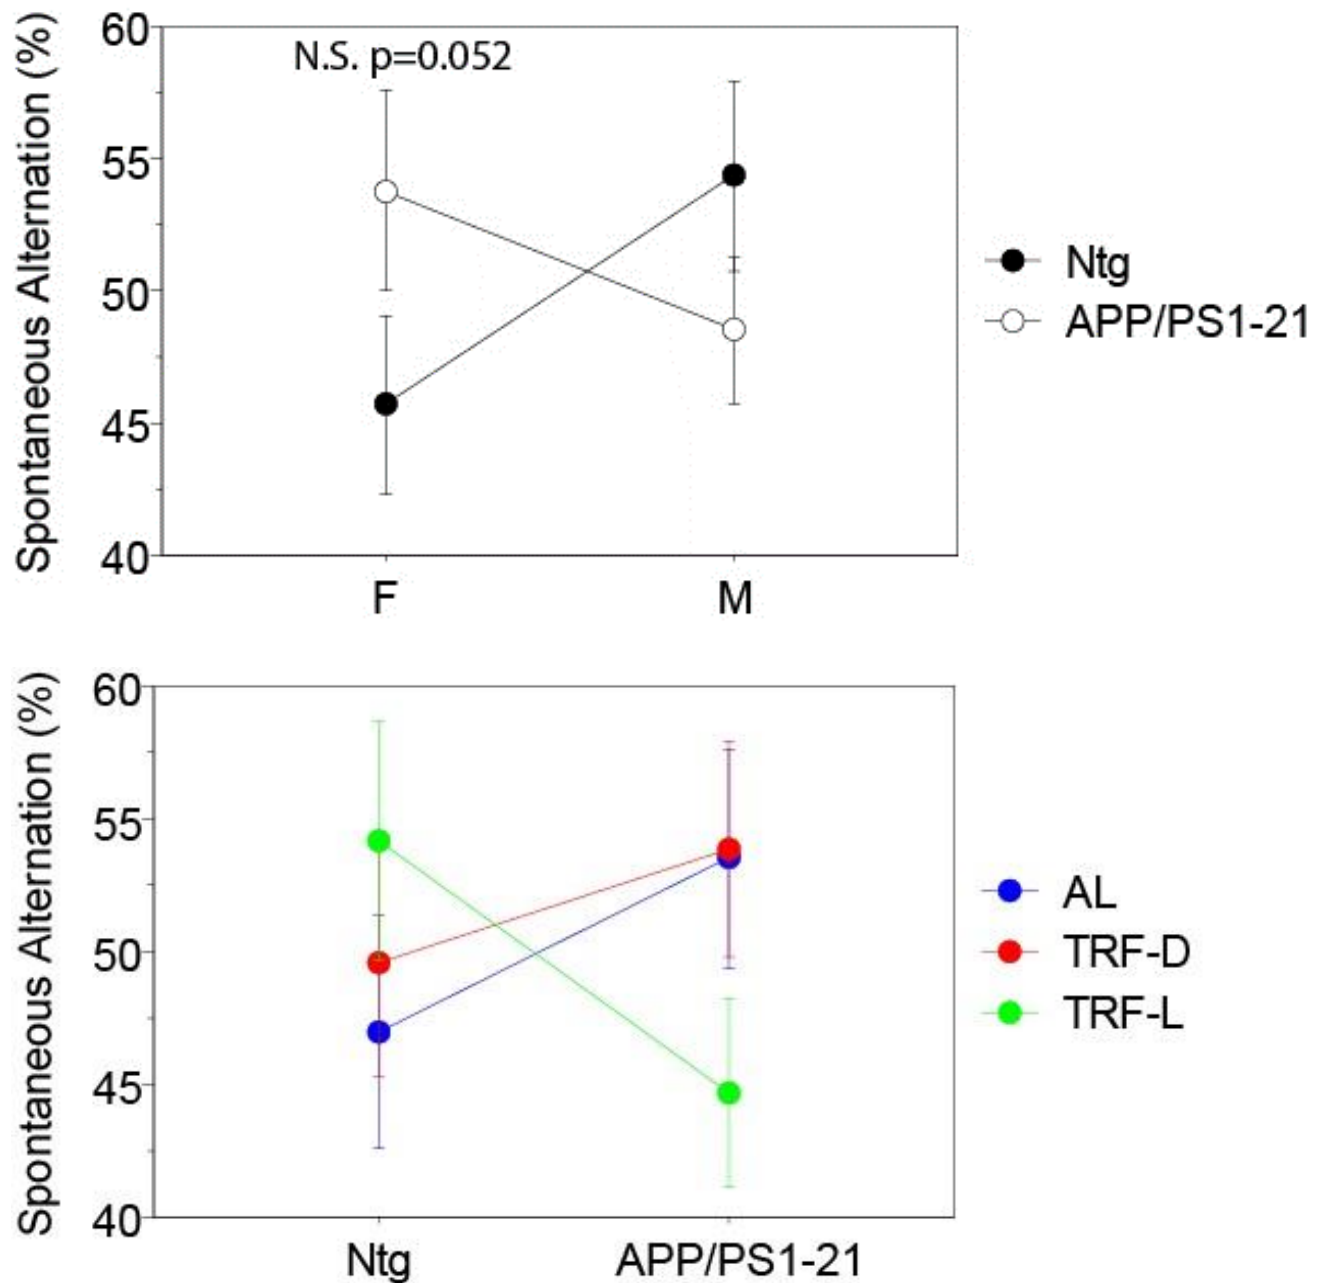 Spontaneous Alternation (%)
60
55
50
45
40
N.S. p=0.052
F
M
Ntg
APP/PS1-21
Spontaneous Alternation (%)
60
55
50
45
40
Ntg
APP/PS1-21
AL
TRF-D
TRF-L